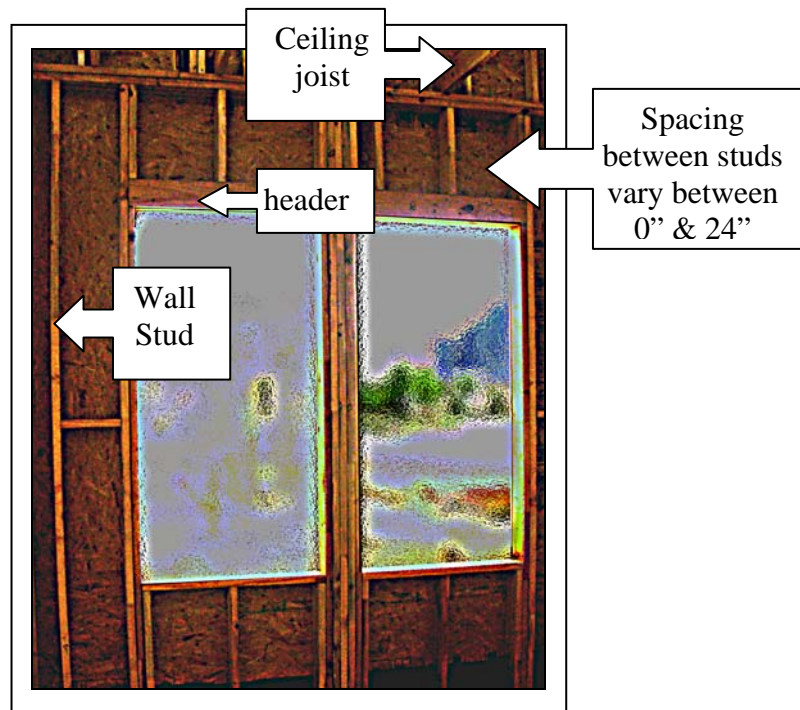 Ceiling
joist
Spacing
between studs
vary between
0” & 24”
header
Wall
Stud